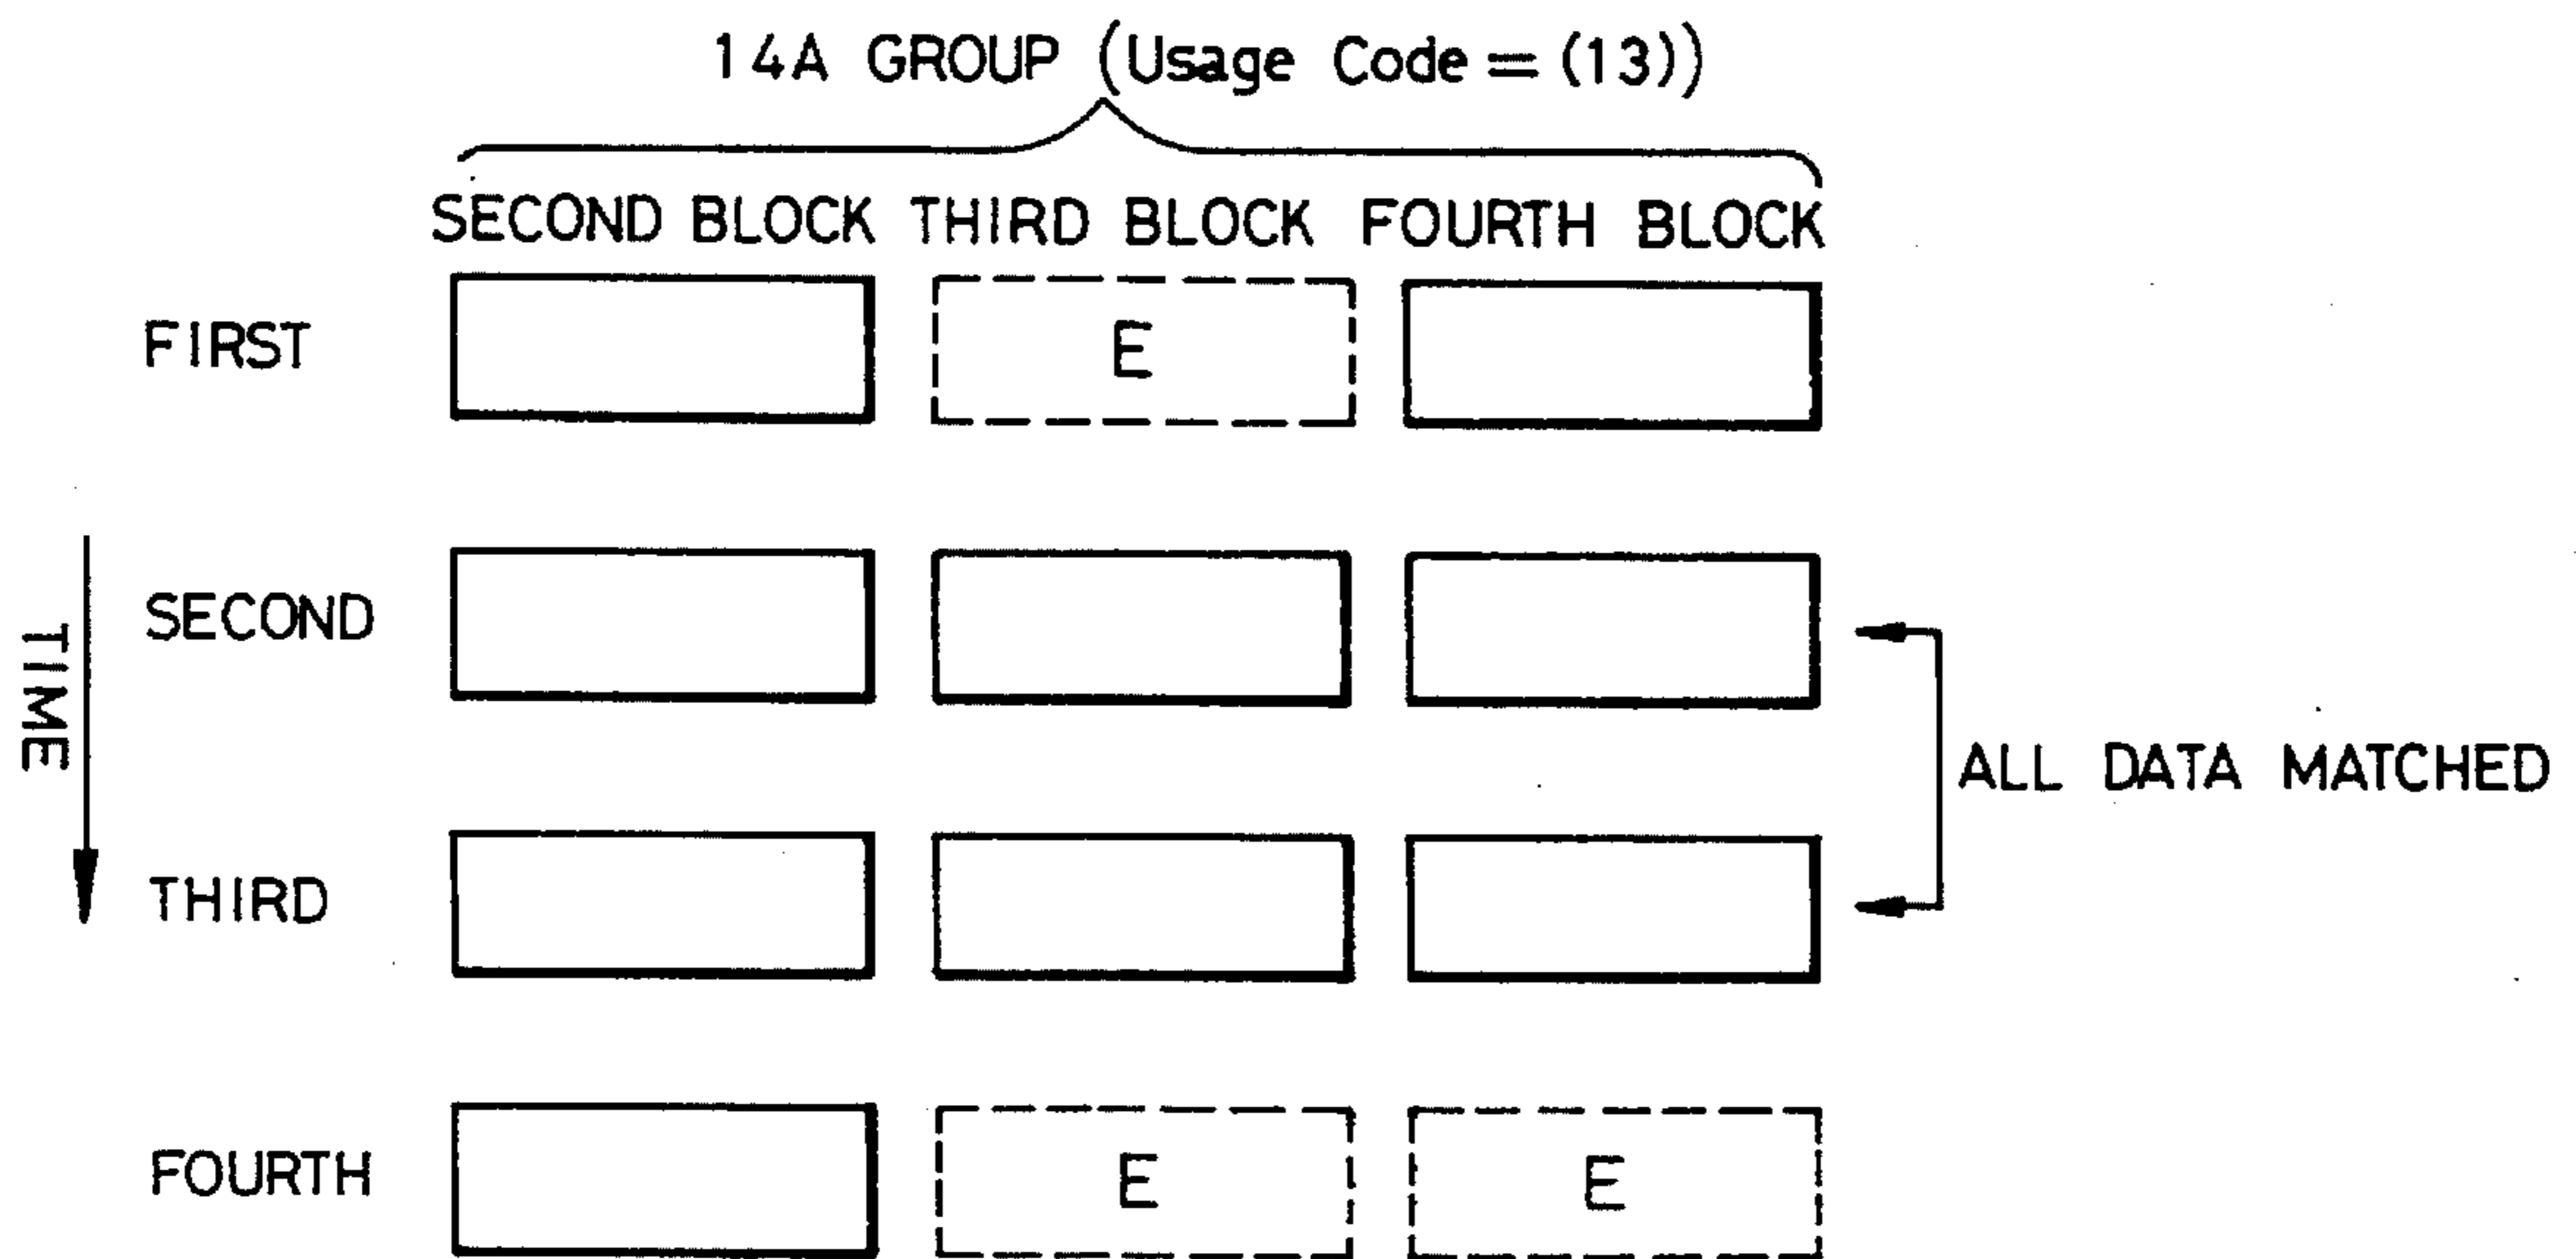 14A GROUP (Usage Code = (13))
SECOND BLOCK THIRD BLOCK FOURTH BLOCK
FIRST
E
SECOND
TIME
ALL DATA MATCHED
THIRD
FOURTH
E
E